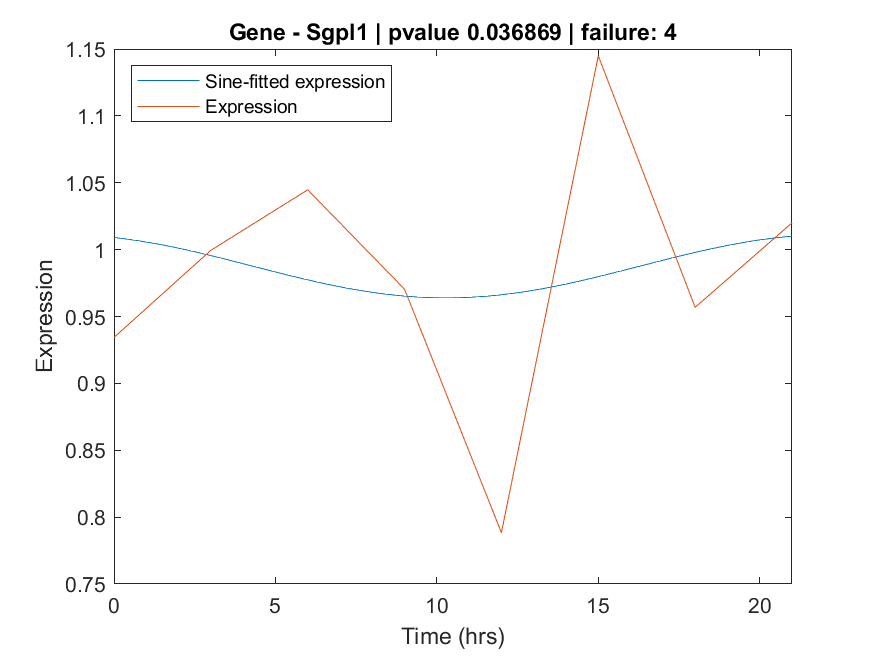 Gene - Sgpl1 | pvalue 0.036869 | failure: 4
1.15
1.1
1.05
1
0.95
0.9
0.85
0.8
0.75
Expression
Sine-fitted expression
Expression
0
5
10
15
20
Time (hrs)